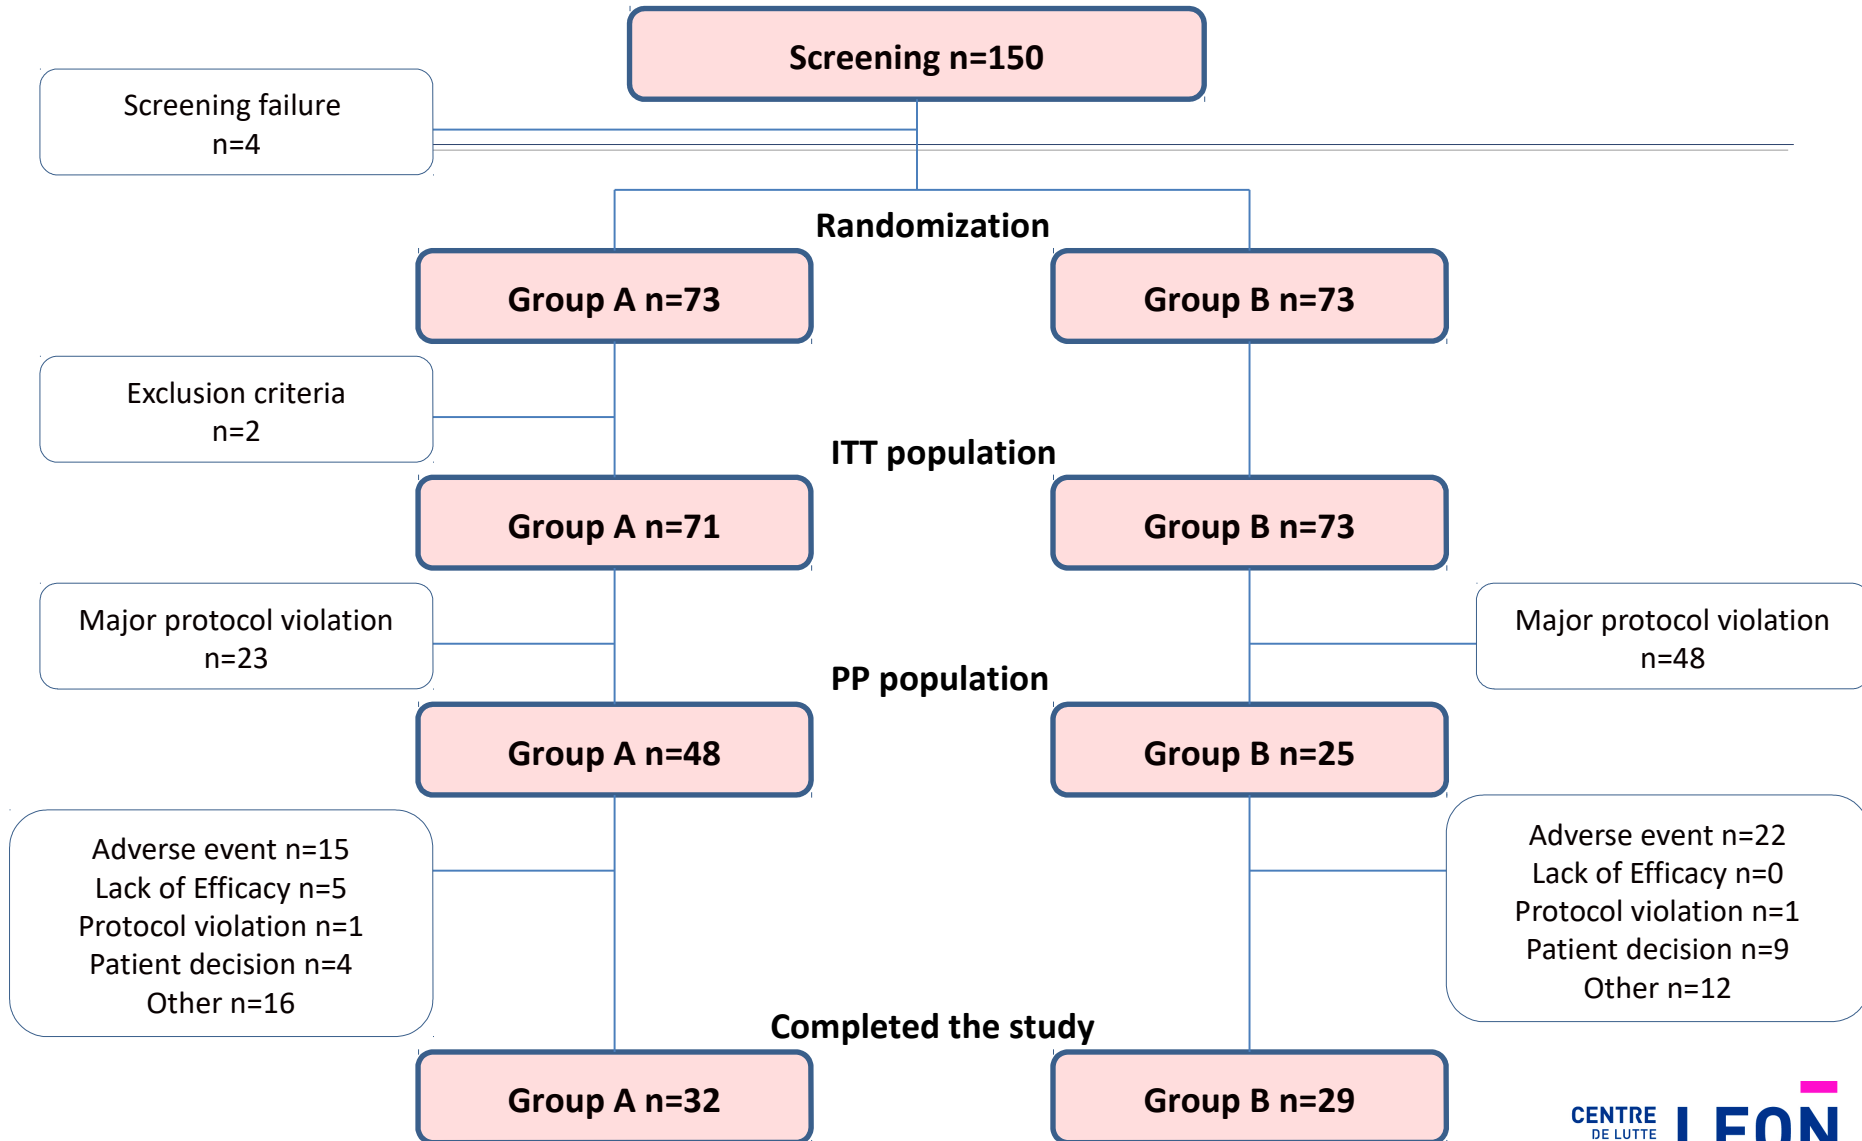 Screening n=150
Screening failure
n=4
Randomization
Group A n=73
Group B n=73
Exclusion criteria
n=2
ITT population
Group A n=71
Group B n=73
Major protocol violation
n=23
Major protocol violation
n=48
PP population
Group A n=48
Group B n=25
Adverse event n=15
Lack of Efficacy n=5
Protocol violation n=1
Patient decision n=4
Other n=16
Adverse event n=22
Lack of Efficacy n=0
Protocol violation n=1
Patient decision n=9
Other n=12
Completed the study
Group A n=32
Group B n=29
CENTRE
DE LUTTE
LEON